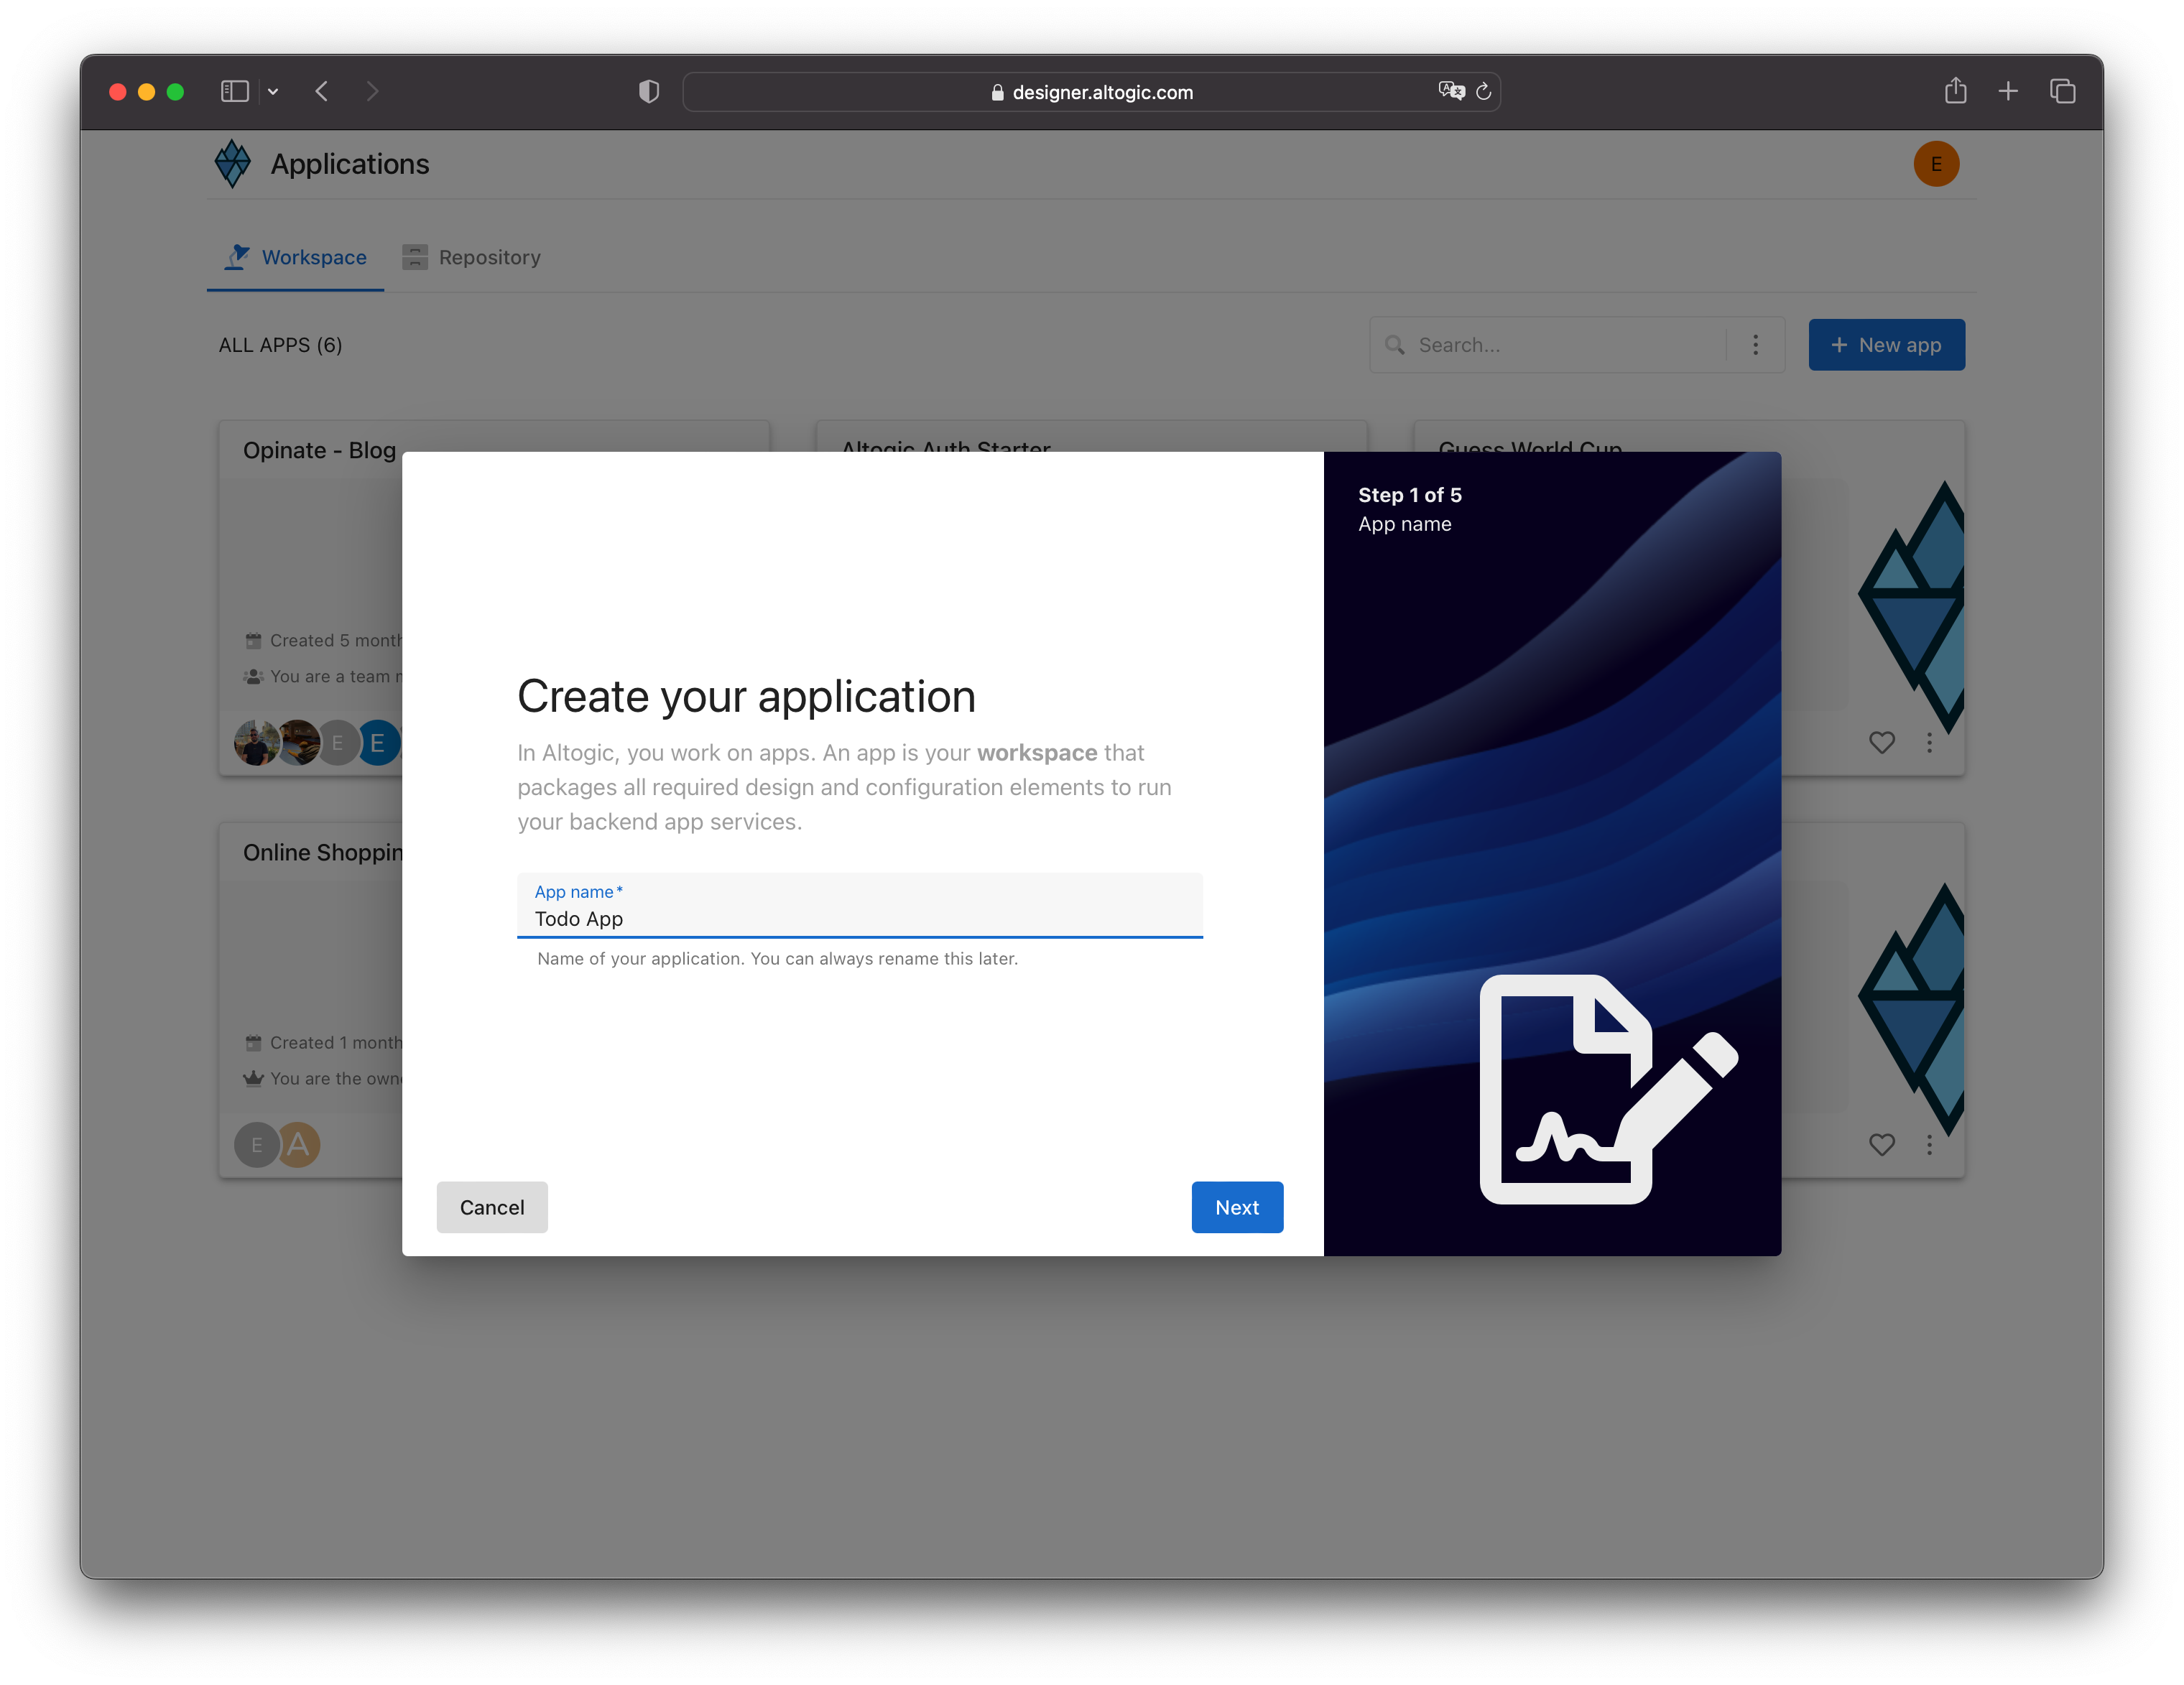 designer.altogic.com
Applications
E
Workspace
Repository
ALL APPS (6)
Search...
New app
Opinate - Blog
Altogic Auth Starter
Guess World Cup
Created 5 month
You are a team
E
E
Online Shoppin
Created 1 month
You are the own
E
A
Create your application
In Altogic, you work on apps. An app is your workspace that
packages all required design and configuration elements to run
your backend app services.
App name*
Todo App
Name of your application. You can always rename this later.
Cancel
Next
Step 1 of 5
App name